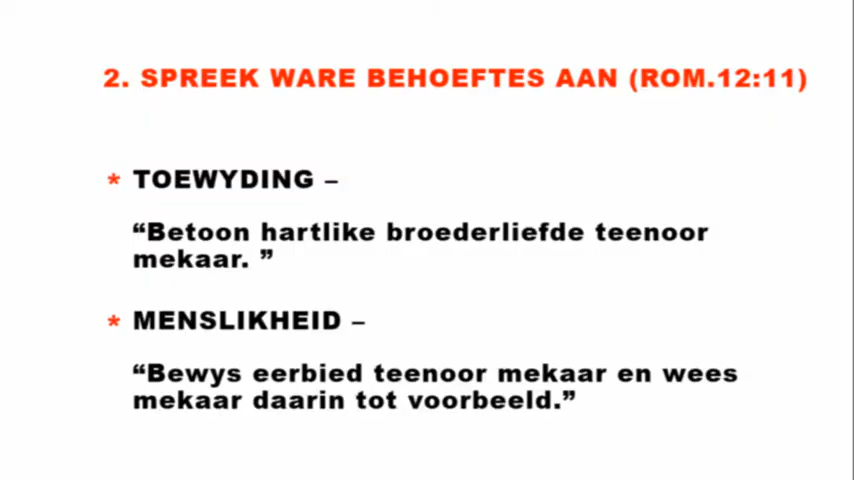 2. SPREEK WARE BEHOEFTES AAN (ROM.12:11)
* TOEWYDING –
“Betoon hartlike broederliefde teenoor
mekaar. ”
* MENSLIKHEID –
“Bewys eerbied teenoor mekaar en wees
mekaar daarin tot voorbeeld.”